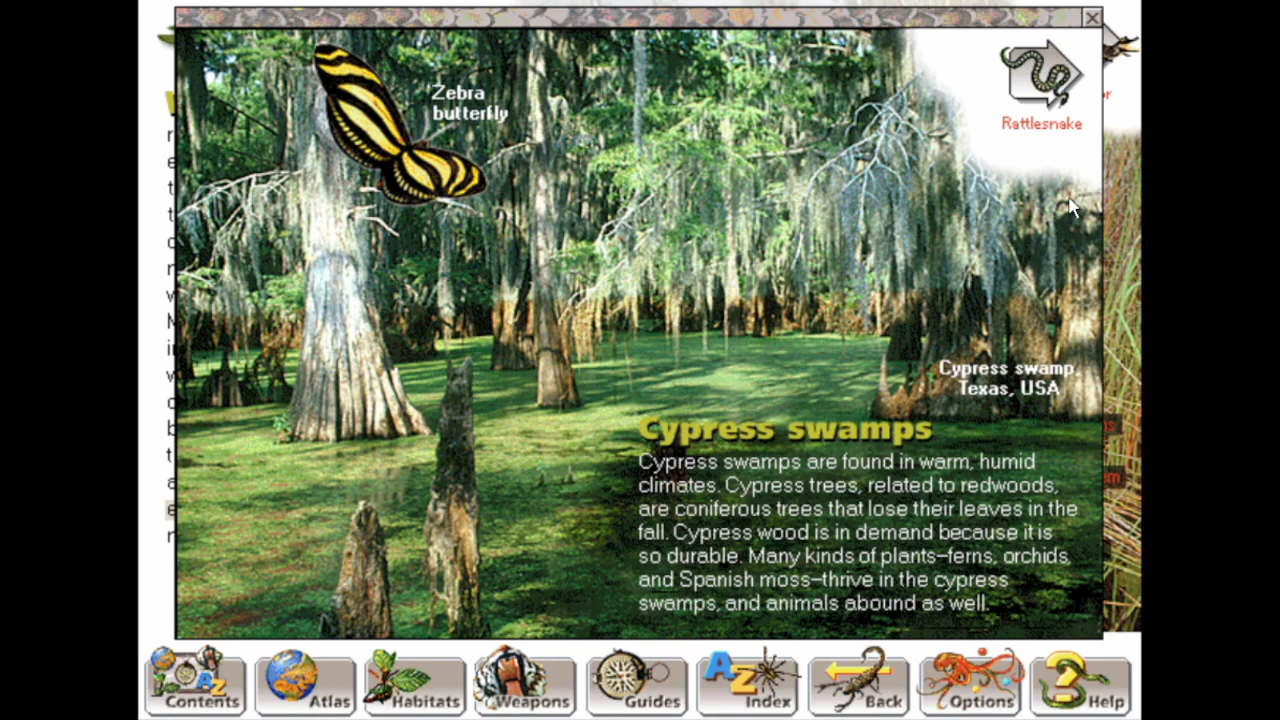 Zebra
butterfly
Rattlesnake
Cypress swamp,
Texas, USA
Cypress swamps
Cypress swamps are found in warm, humid
climates. Cypress trees, related to redwoods,
are coniferous trees that lose their leaves in the
fall. Cypress wood is in demand because it is
so durable. Many kinds of plants–ferns, orchids,
and Spanish moss–thrive in the cypress
swamps, and animals abound as well.
Contents
Atlas
Habitats
Weapons
Guides
AZ
Index
Back
Options
?
Help